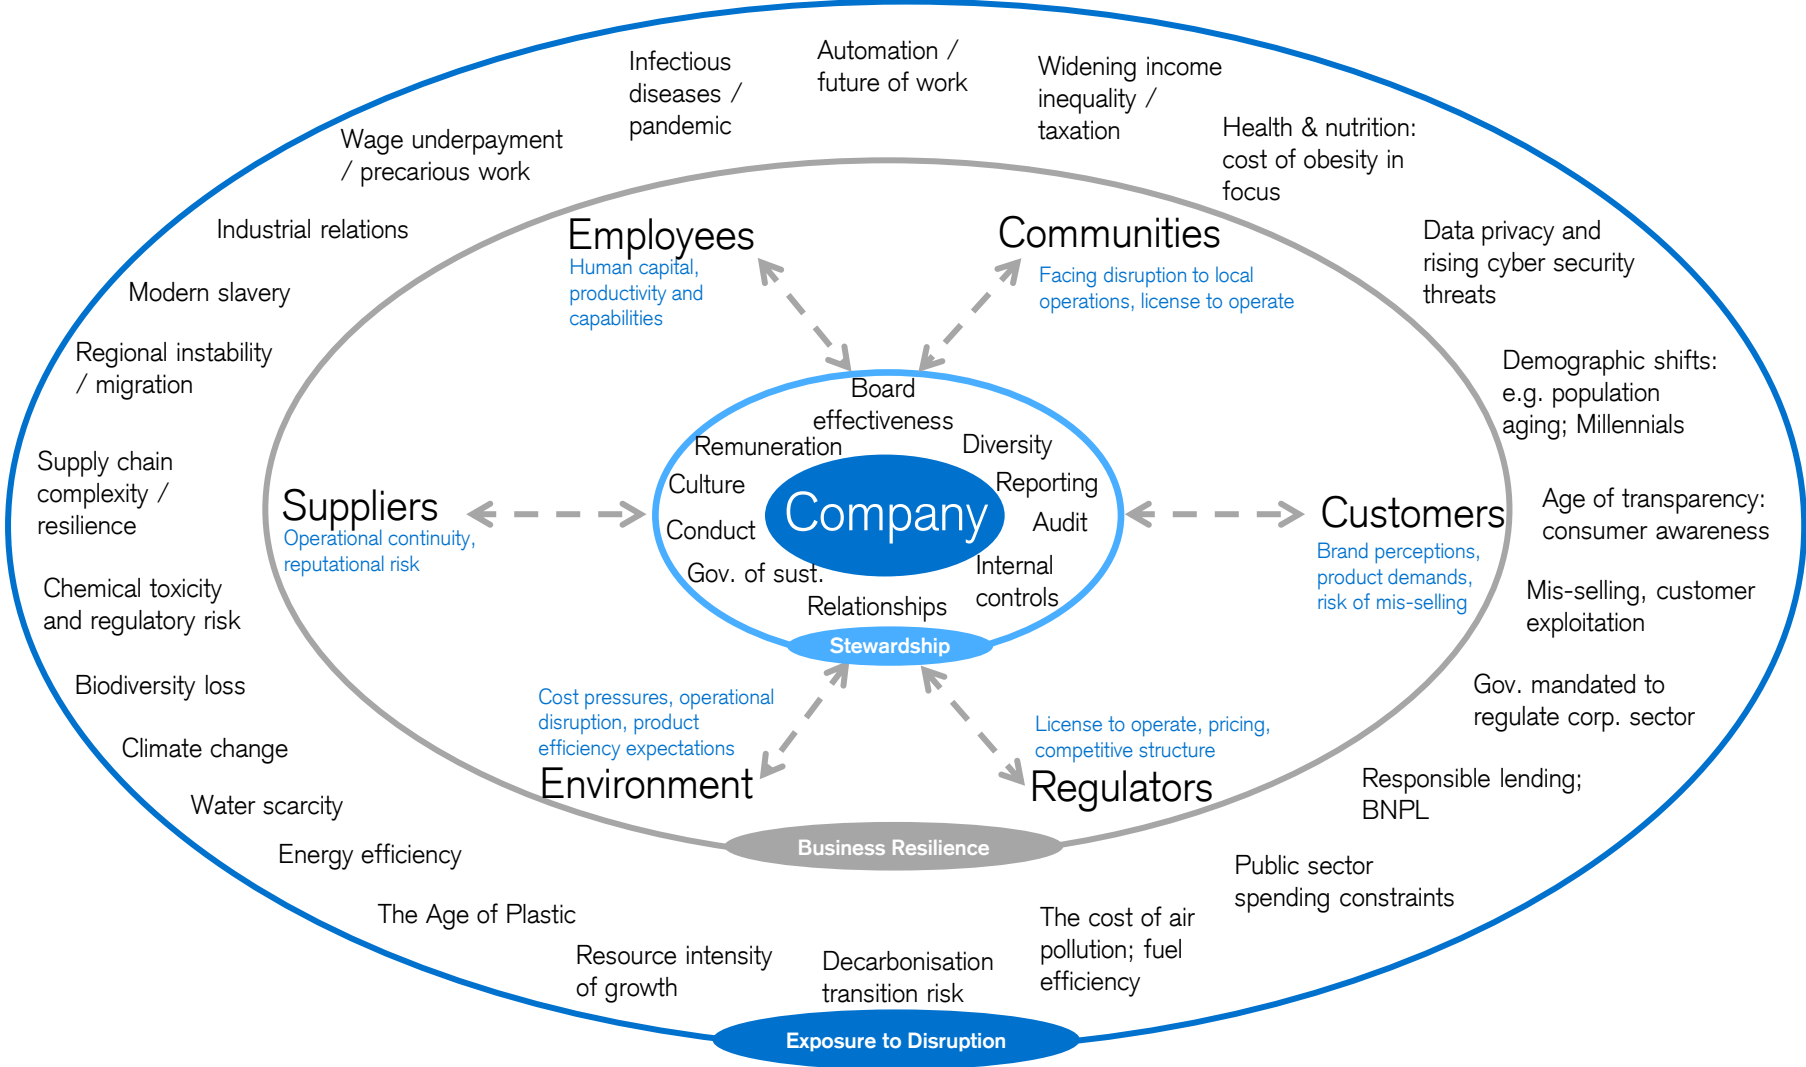 Automation /
future of work
Infectious
diseases /
pandemic
Widening income
inequality /
taxation
Wage underpayment
/ precarious work
Health & nutrition:
cost of obesity in
focus
Industrial relations
Data privacy and
rising cyber security
threats
Modern slavery
Regional instability
/ migration
Demographic shifts:
e.g. population
aging; Millennials
Supply chain
complexity /
resilience
Age of transparency:
consumer awareness
Chemical toxicity
and regulatory risk
Mis-selling, customer
exploitation
Biodiversity loss
Gov. mandated to
regulate corp. sector
Climate change
Responsible lending;
BNPL
Water scarcity
Energy efficiency
Public sector
spending constraints
The Age of Plastic
The cost of air
pollution; fuel
efficiency
Resource intensity
of growth
Decarbonisation
transition risk
Exposure to Disruption
Employees
Human capital,
productivity and
capabilities
Communities
Facing disruption to local
operations, license to operate
Suppliers
Operational continuity,
reputational risk
Customers
Brand perceptions,
product demands,
risk of mis-selling
Cost pressures, operational
disruption, product
efficiency expectations
Environment
License to operate, pricing,
competitive structure
Regulators
Business Resilience
Board
effectiveness
Remuneration
Diversity
Culture
Reporting
Company
Conduct
Audit
Gov. of sust.
Internal
controls
Relationships
Stewardship